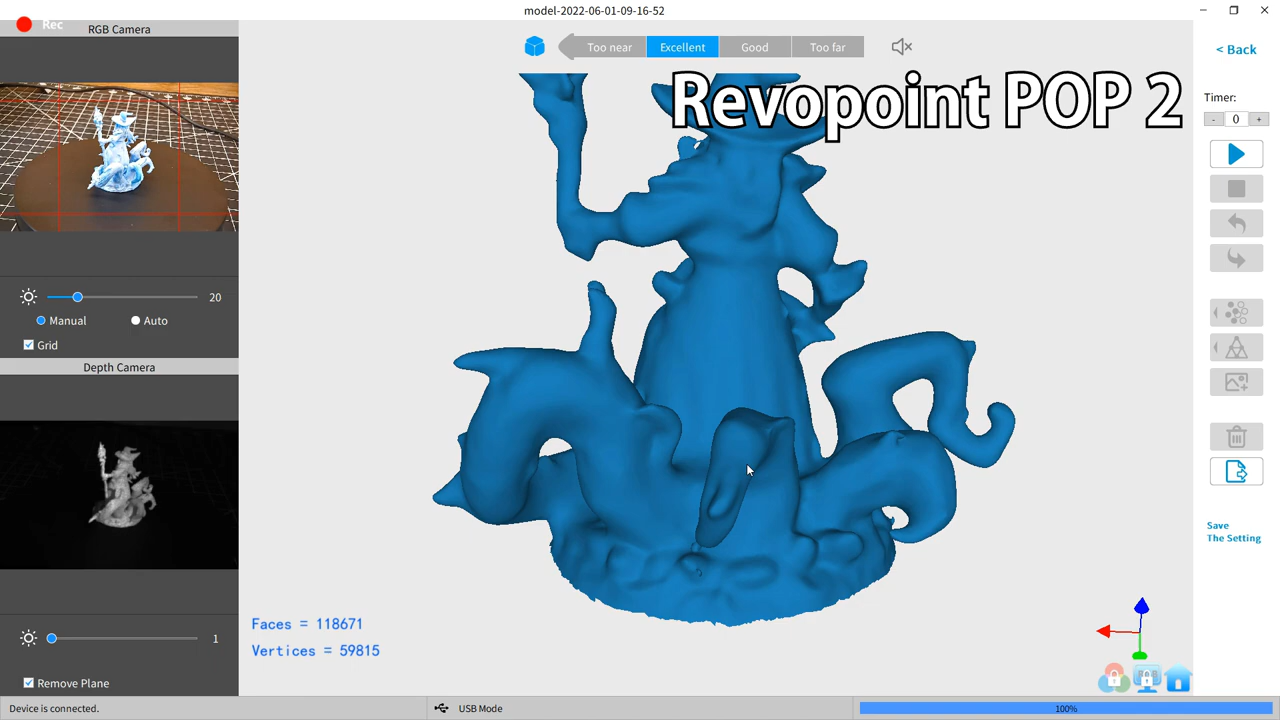 model-2022-06-01-09-16-52
Rec
RGB Camera
Too near
Excellent
Good
Too far
< Back
Revopoint POP 2
Timer:
- 0 +
20
Manual
Auto
Grid
Depth Camera
Save
The Setting
Faces = 118671
Vertices = 59815
1
Remove Plane
Device is connected.
USB Mode
100%